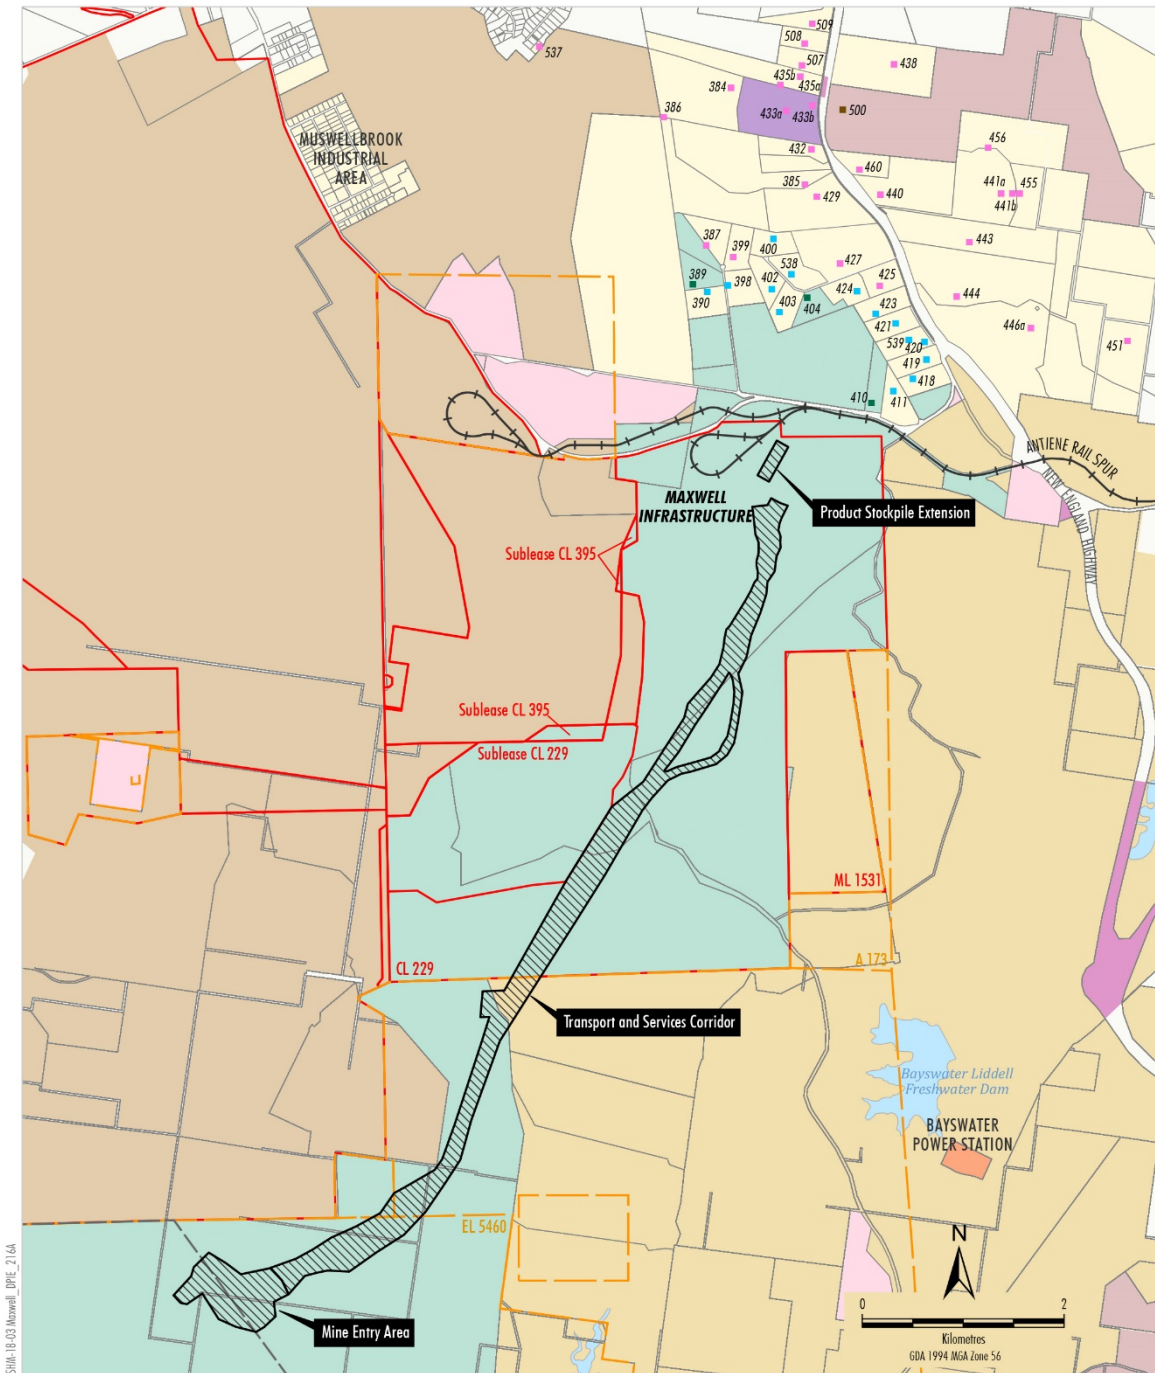 509
508
537
507
438
435b
384
435a
386
433a
433b
500
MUSWELLBROOK
INDUSTRIAL
AREA
432
456
460
385
429
440
441a
455
441b
387
399
400
443
427
538
389
390
398
402
424
425
444
403
404
423
421
446a
539
420
451
419
418
410
411
ANTIENE RAIL SPUR
NEW ENGLAND HIGHWAY
MAXWELL
INFRASTRUCTURE
Product Stockpile Extension
Sublease CL 395
Sublease CL 395
Sublease CL 229
ML 1531
CL 229
A 173
Transport and Services Corridor
Bayswater Liddell
Freshwater Dam
BAYSWATER
POWER STATION
EL 5460
N
0 2
Kilometres
GDA 1994 MGA Zone 56
Mine Entry Area
SHM-18-03 Maxwell_DPIE_216A